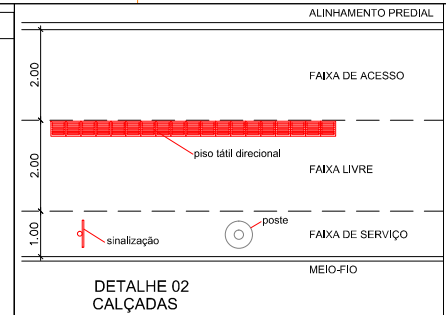 ALINHAMENTO PREDIAL
2.00
FAIXA DE ACESSO
piso tátil direcional
2.00
FAIXA LIVRE
poste
1.00
sinalização
FAIXA DE SERVIÇO
MEIO-FIO
DETALHE 02
CALÇADAS